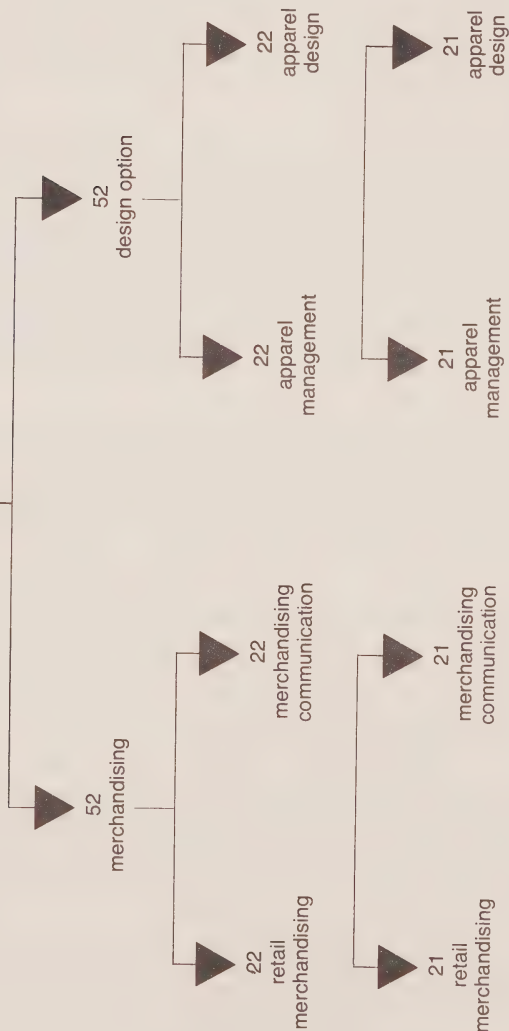 52
merchandising
52
design option
22
retail
merchandising
22
merchandising
communication
22
apparel
management
22
apparel
design
21
retail
merchandising
21
merchandising
communication
21
apparel
management
21
apparel
design